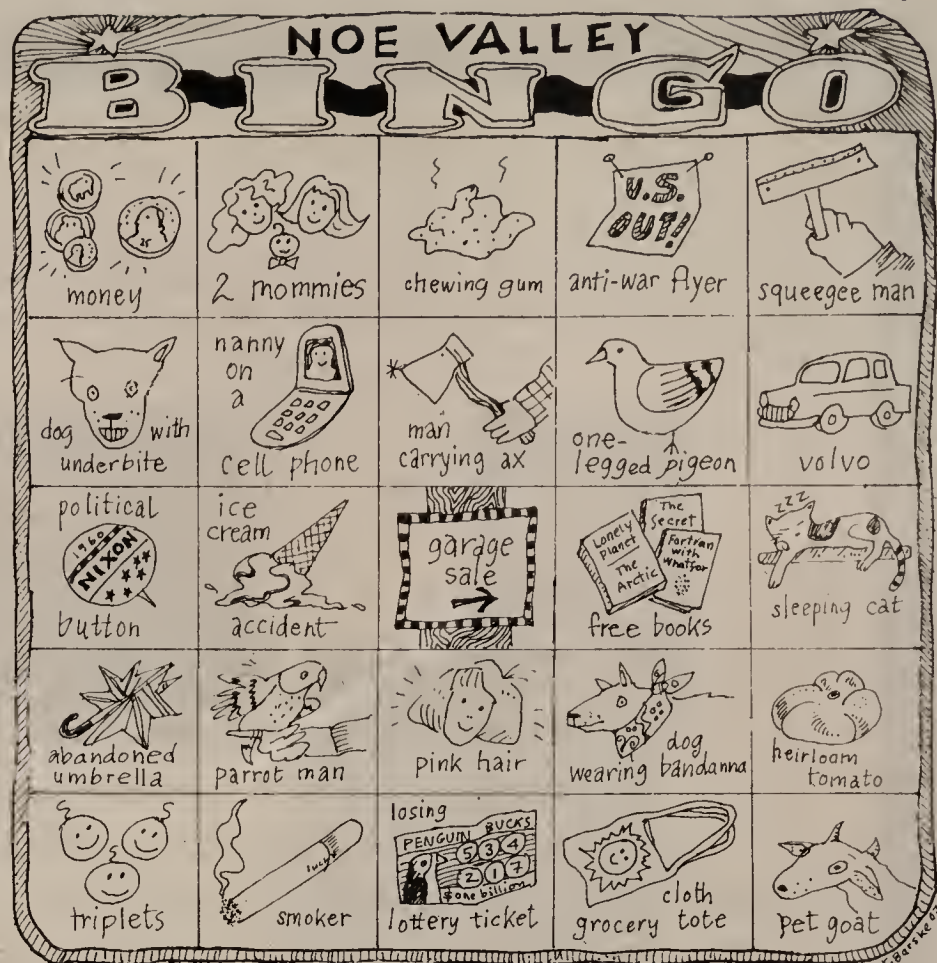 NOE VALLEY
BINGO
money
2 mommies
chewing gum
U.S.
OUT!
anti-war flyer
squeegee man
dog with
underbite
nanny
on
a
cell phone
man
carrying ax
one-
legged pigeon
volvo
political
1960
NIXON
button
ice
cream
accident
garage
sale
Lonely
Planet
The
Arctic
The
Secret
Fortran
with
Whatfor
free books
zzz
sleeping cat
abandoned
umbrella
parrot man
pink hair
dog
wearing bandanna
heirloom
tomato
triplets
lucky
smoker
losing
PENGUIN BUCKS
5 3 4
2 1 7
$ one billion
lottery ticket
cloth
grocery tote
pet goat